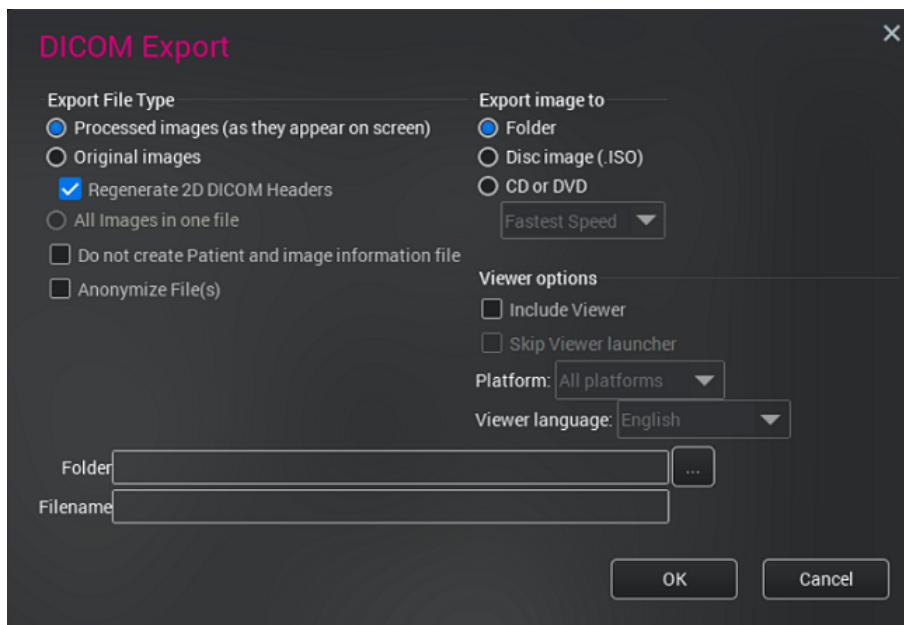 DICOM Export
Export File Type
Processed images (as they appear on screen)
Original images
Regenerate 2D DICOM Headers
All Images in one file
Do not create Patient and image information file
Anonymize File(s)
Export image to
Folder
Disc image (.ISO)
CD or DVD
Fastest Speed
Viewer options
Include Viewer
Skip Viewer launcher
Platform: All platforms
Viewer language: English
Folder ...
Filename
OK Cancel